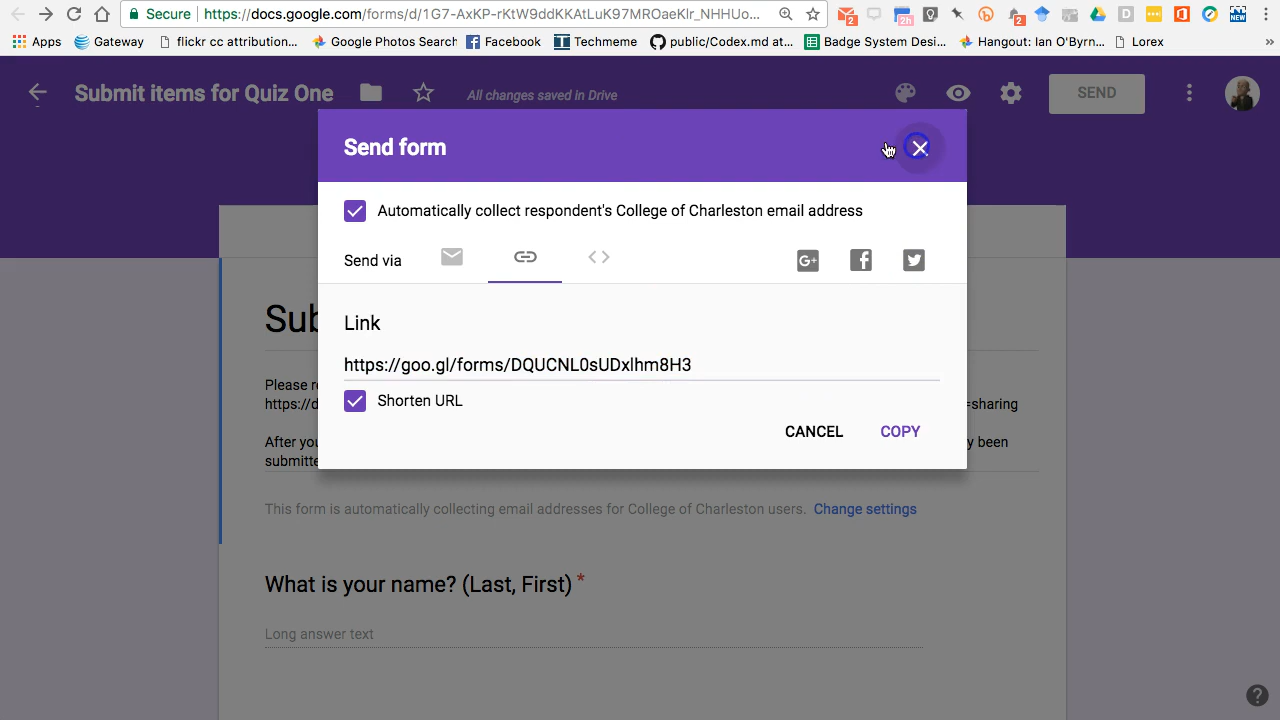 Secure https://docs.google.com/forms/d/1G7-AxKP-rKtW9ddKKAtLuK97MROaeKlr_NHHUo...
2 2h 2 D NEW
Apps Gateway flickr cc attribution... Google Photos Search Facebook Techmeme public/Codex.md at... Badge System Desi... Hangout: Ian O'Byrn... Lorex »
Submit items for Quiz One All changes saved in Drive SEND
Send form
Automatically collect respondent's College of Charleston email address
Send via G+
Sub
Link
https://goo.gl/forms/DQUCNL0sUDxlhm8H3
Please r
https://d =sharing
Shorten URL
CANCEL COPY
After you y been
submitte
This form is automatically collecting email addresses for College of Charleston users. Change settings
What is your name? (Last, First) *
Long answer text